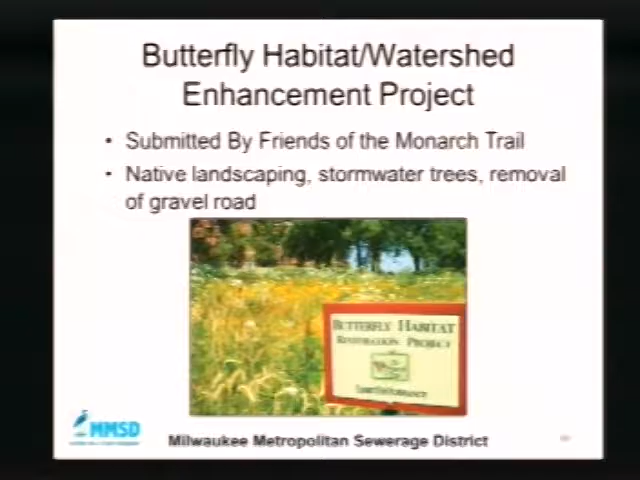 Butterfly Habitat/Watershed
Enhancement Project
• Submitted By Friends of the Monarch Trail
• Native landscaping, stormwater trees, removal
of gravel road
BUTTERFLY HABITAT
RESTORATION PROJECT
MMSD
Milwaukee Metropolitan Sewerage District